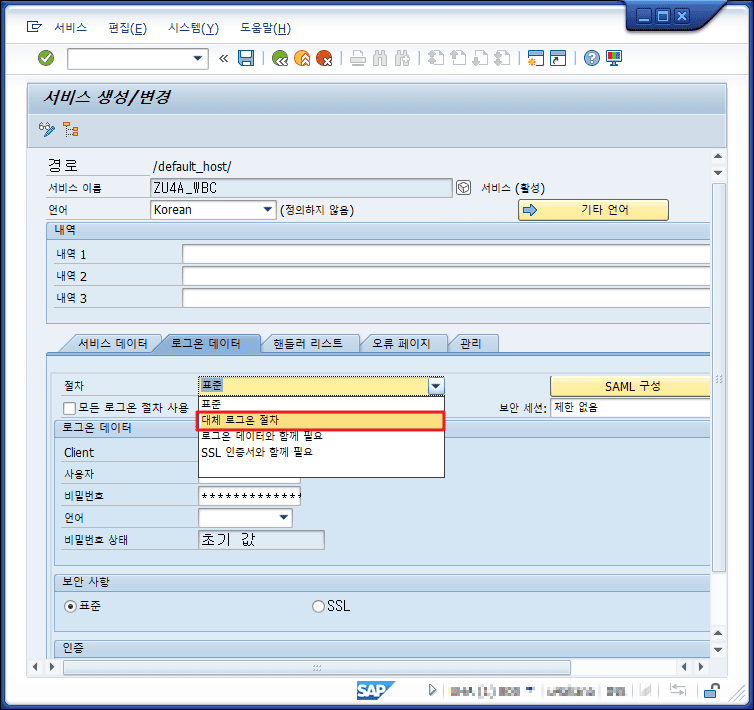 서비스 편집(E) 시스템(Y) 도움말(H)
서비스 생성/변경
경로 /default_host/
서비스 이름 ZU4A_WBC 서비스 (활성)
언어 Korean (정의하지 않음) 기타 언어
내역
내역 1
내역 2
내역 3
서비스 데이터 로그온 데이터 핸들러 리스트 오류 페이지 관리
절차 표준 SAML 구성
표준
모든 로그온 절차 사용 대체 로그온 절차 보안 세션: 제한 없음
로그온 데이터 로그온 데이터와 함께 필요
Client SSL 인증서와 함께 필요
사용자
비밀번호 *************
언어
비밀번호 상태 초기 값
보안 사항
표준 SSL
인증
SAP